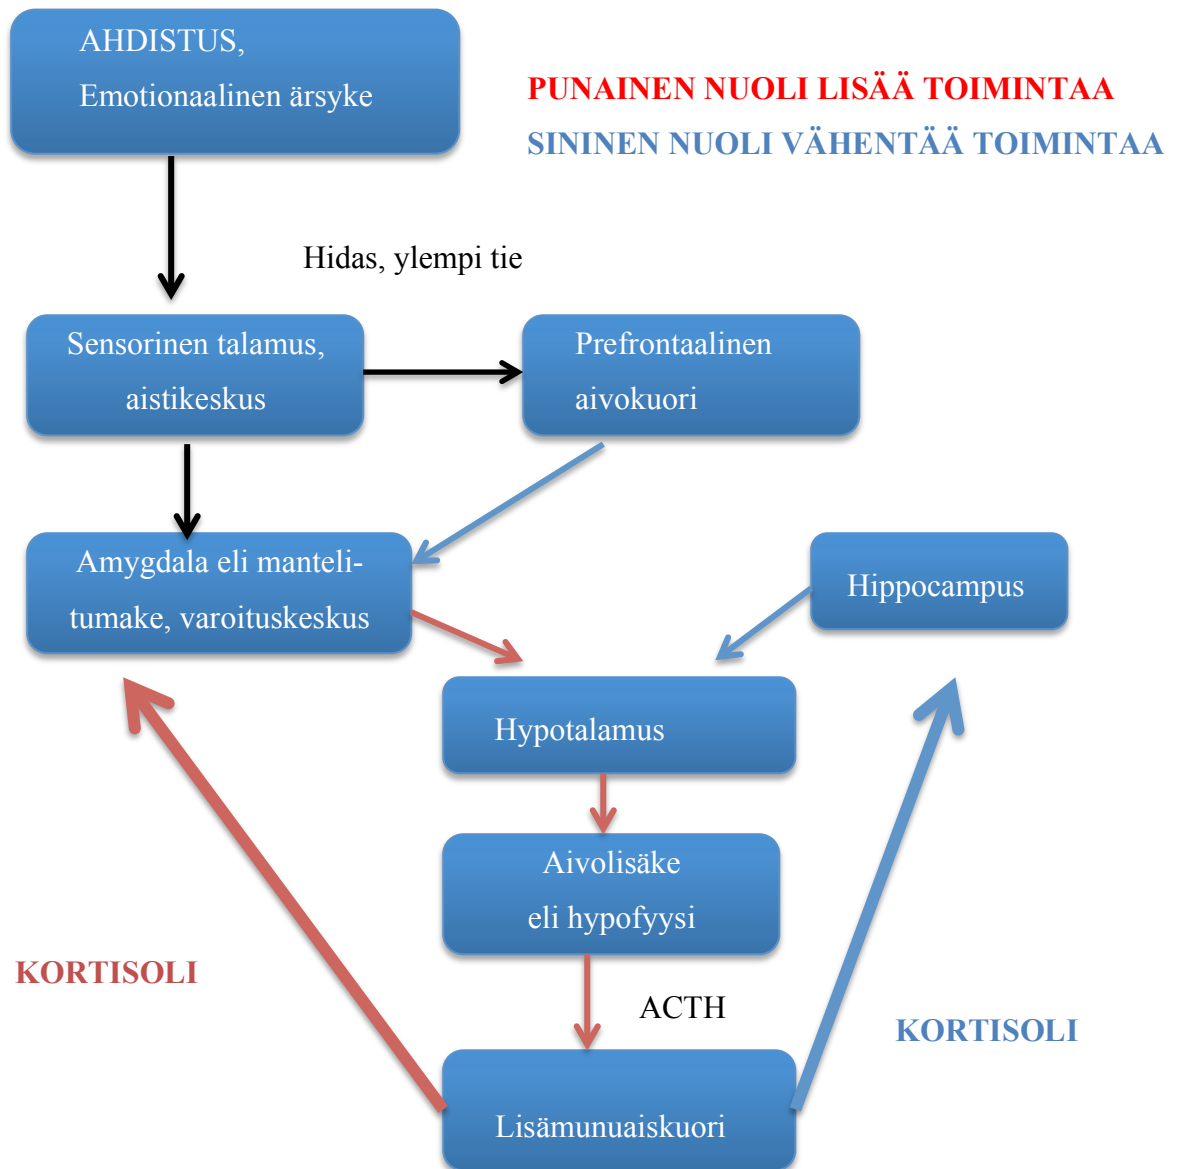 AHDISTUS,
Emotionaalinen ärsyke
PUNAINEN NUOLI LISÄÄ TOIMINTAA
SININEN NUOLI VÄHENTÄÄ TOIMINTAA
Hidas, ylempi tie
Sensorinen talamus,
aistikeskus
Prefrontaalinen
aivokuori
Amygdala eli manteli-
tumake, varoituskeskus
Hippocampus
Hypotalamus
Aivolisäke
eli hypofyysi
KORTISOLI
ACTH
KORTISOLI
Lisämunuaiskuori